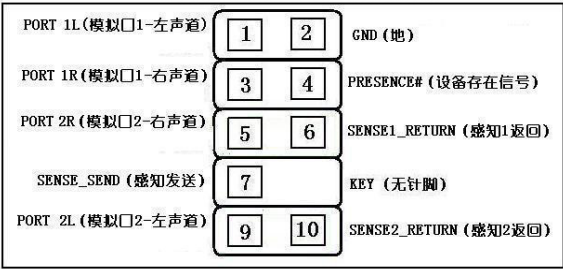 PORT 1L(模拟口1-左声道)
1
2
GND (地)
PORT 1R(模拟口1-右声道)
3
4
PRESENCE# (设备存在信号)
PORT 2R(模拟口2-右声道)
5
6
SENSE1_RETURN (感知1返回)
SENSE_SEND (感知发送)
7
KEY (无针脚)
PORT 2L(模拟口2-左声道)
9
10
SENSE2_RETURN (感知2返回)